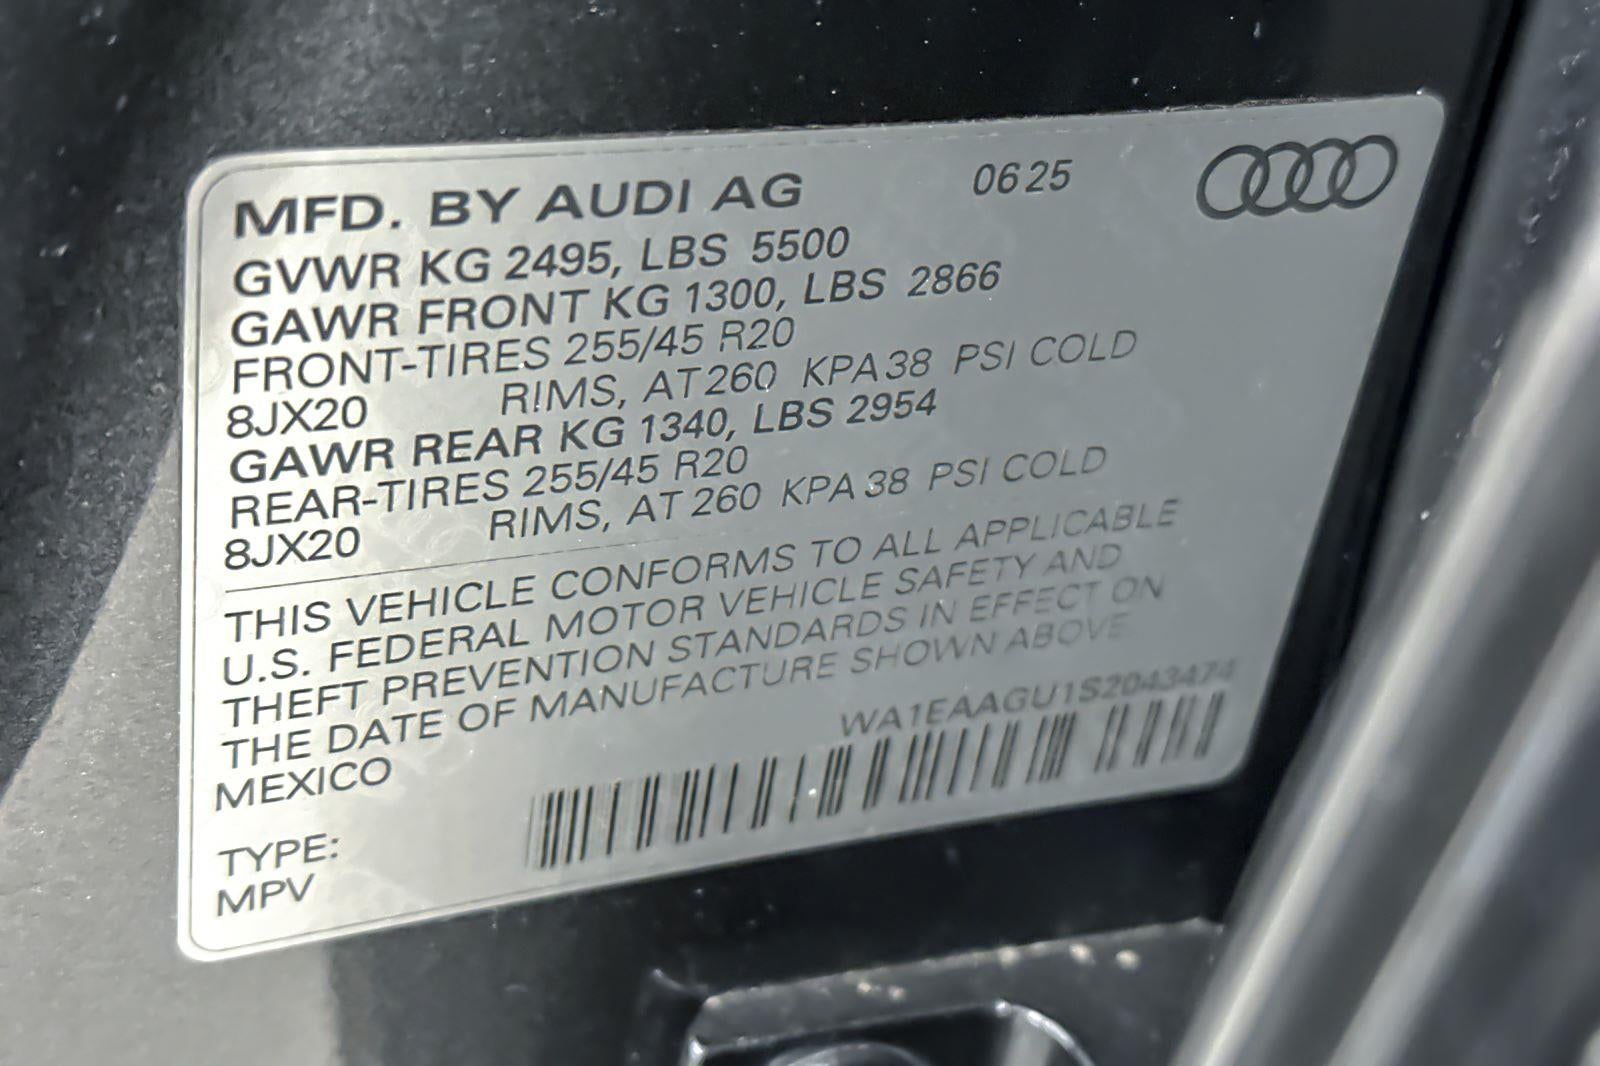 MFD. BY AUDI AG 0625
GVWR KG 2495, LBS 5500
GAWR FRONT KG 1300, LBS 2866
FRONT-TIRES 255/45 R20
8JX20 RIMS, AT 260 KPA 38 PSI COLD
GAWR REAR KG 1340, LBS 2954
REAR-TIRES 255/45 R20
8JX20 RIMS, AT 260 KPA 38 PSI COLD
THIS VEHICLE CONFORMS TO ALL APPLICABLE
U.S. FEDERAL MOTOR VEHICLE SAFETY AND
THEFT PREVENTION STANDARDS IN EFFECT ON
THE DATE OF MANUFACTURE SHOWN ABOVE
MEXICO WA1EAAGU1S2043474
TYPE:
MPV